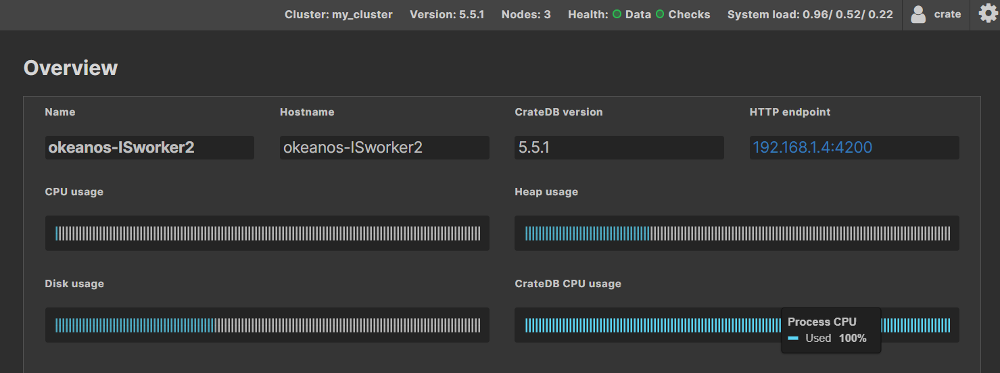 Cluster: my_cluster Version: 5.5.1 Nodes: 3 Health: Data Checks System load: 0.96/ 0.52/ 0.22 crate
Overview
Name Hostname CrateDB version HTTP endpoint
okeanos-ISworker2 okeanos-ISworker2 5.5.1 192.168.1.4:4200
CPU usage Heap usage
Disk usage CrateDB CPU usage
Process CPU
Used 100%